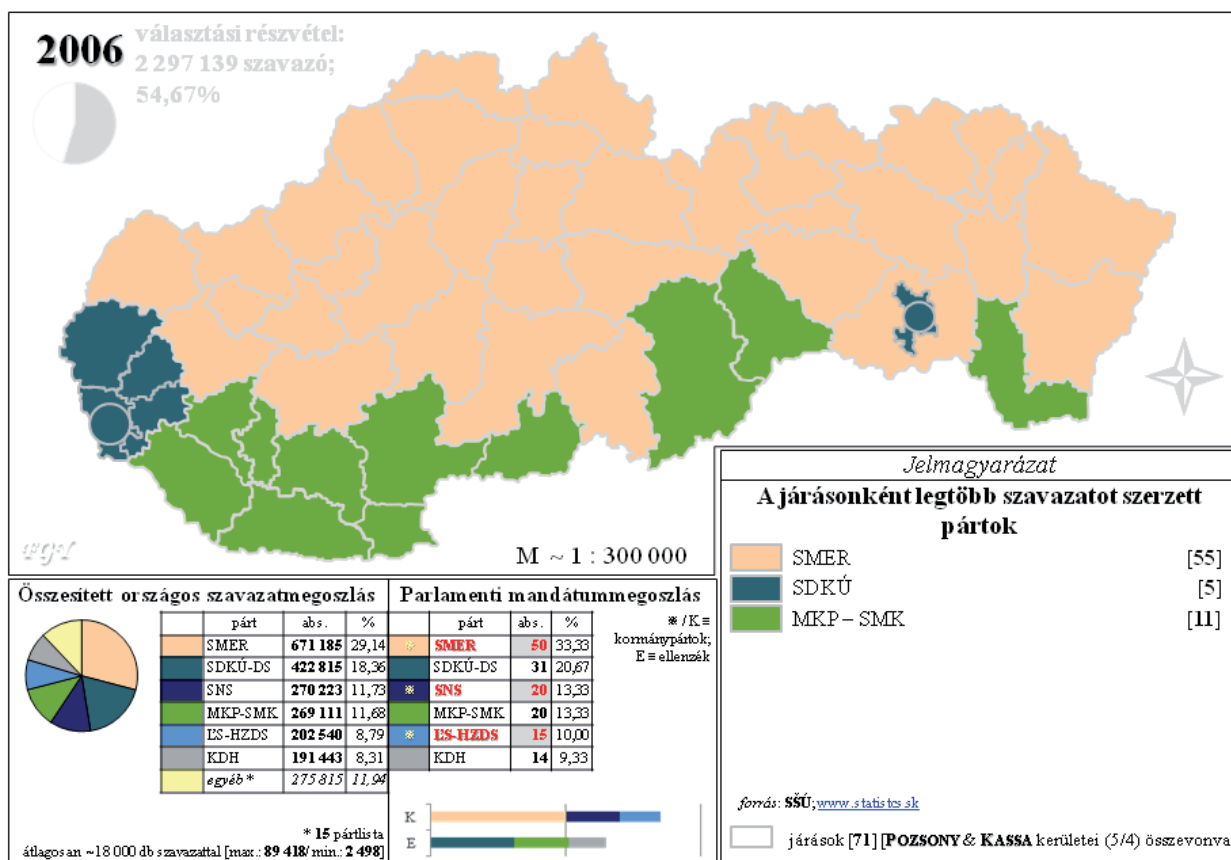 2006
választási részvétel:
2 297 139 szavazó;
54,67%
FGY
M ~ 1 : 300 000
Jelmagyarázat
A járásonként legtöbb szavazatot szerzett
pártok
SMER [55]
SDKÚ [5]
MKP – SMK [11]
forrás: SŠÚ; www.statistcs.sk
járások [71] [POZSONY & KASSA kerületei (5/4) összevonva
Összesített országos szavazatmegoszlás
párt abs. %
SMER 671 185 29,14
SDKÚ-DS 422 815 18,36
SNS 270 223 11,73
MKP-SMK 269 111 11,68
ĽS-HZDS 202 540 8,79
KDH 191 443 8,31
egyéb * 275 815 11,94
* 15 pártlista
átlagosan ~18 000 db szavazattal [max.: 89 418/ min.: 2 498]
Parlamenti mandátummegoszlás
párt abs. %
※ SMER 50 33,33
SDKÚ-DS 31 20,67
※ SNS 20 13,33
MKP-SMK 20 13,33
※ ĽS-HZDS 15 10,00
KDH 14 9,33
※ / K ≡
kormánypártok;
E ≡ ellenzék
K
E